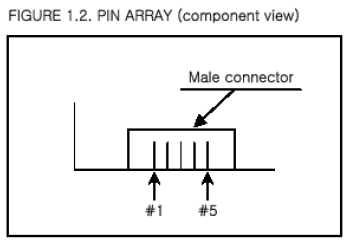 FIGURE 1.2. PIN ARRAY (component view)
Male connector
#1 #5